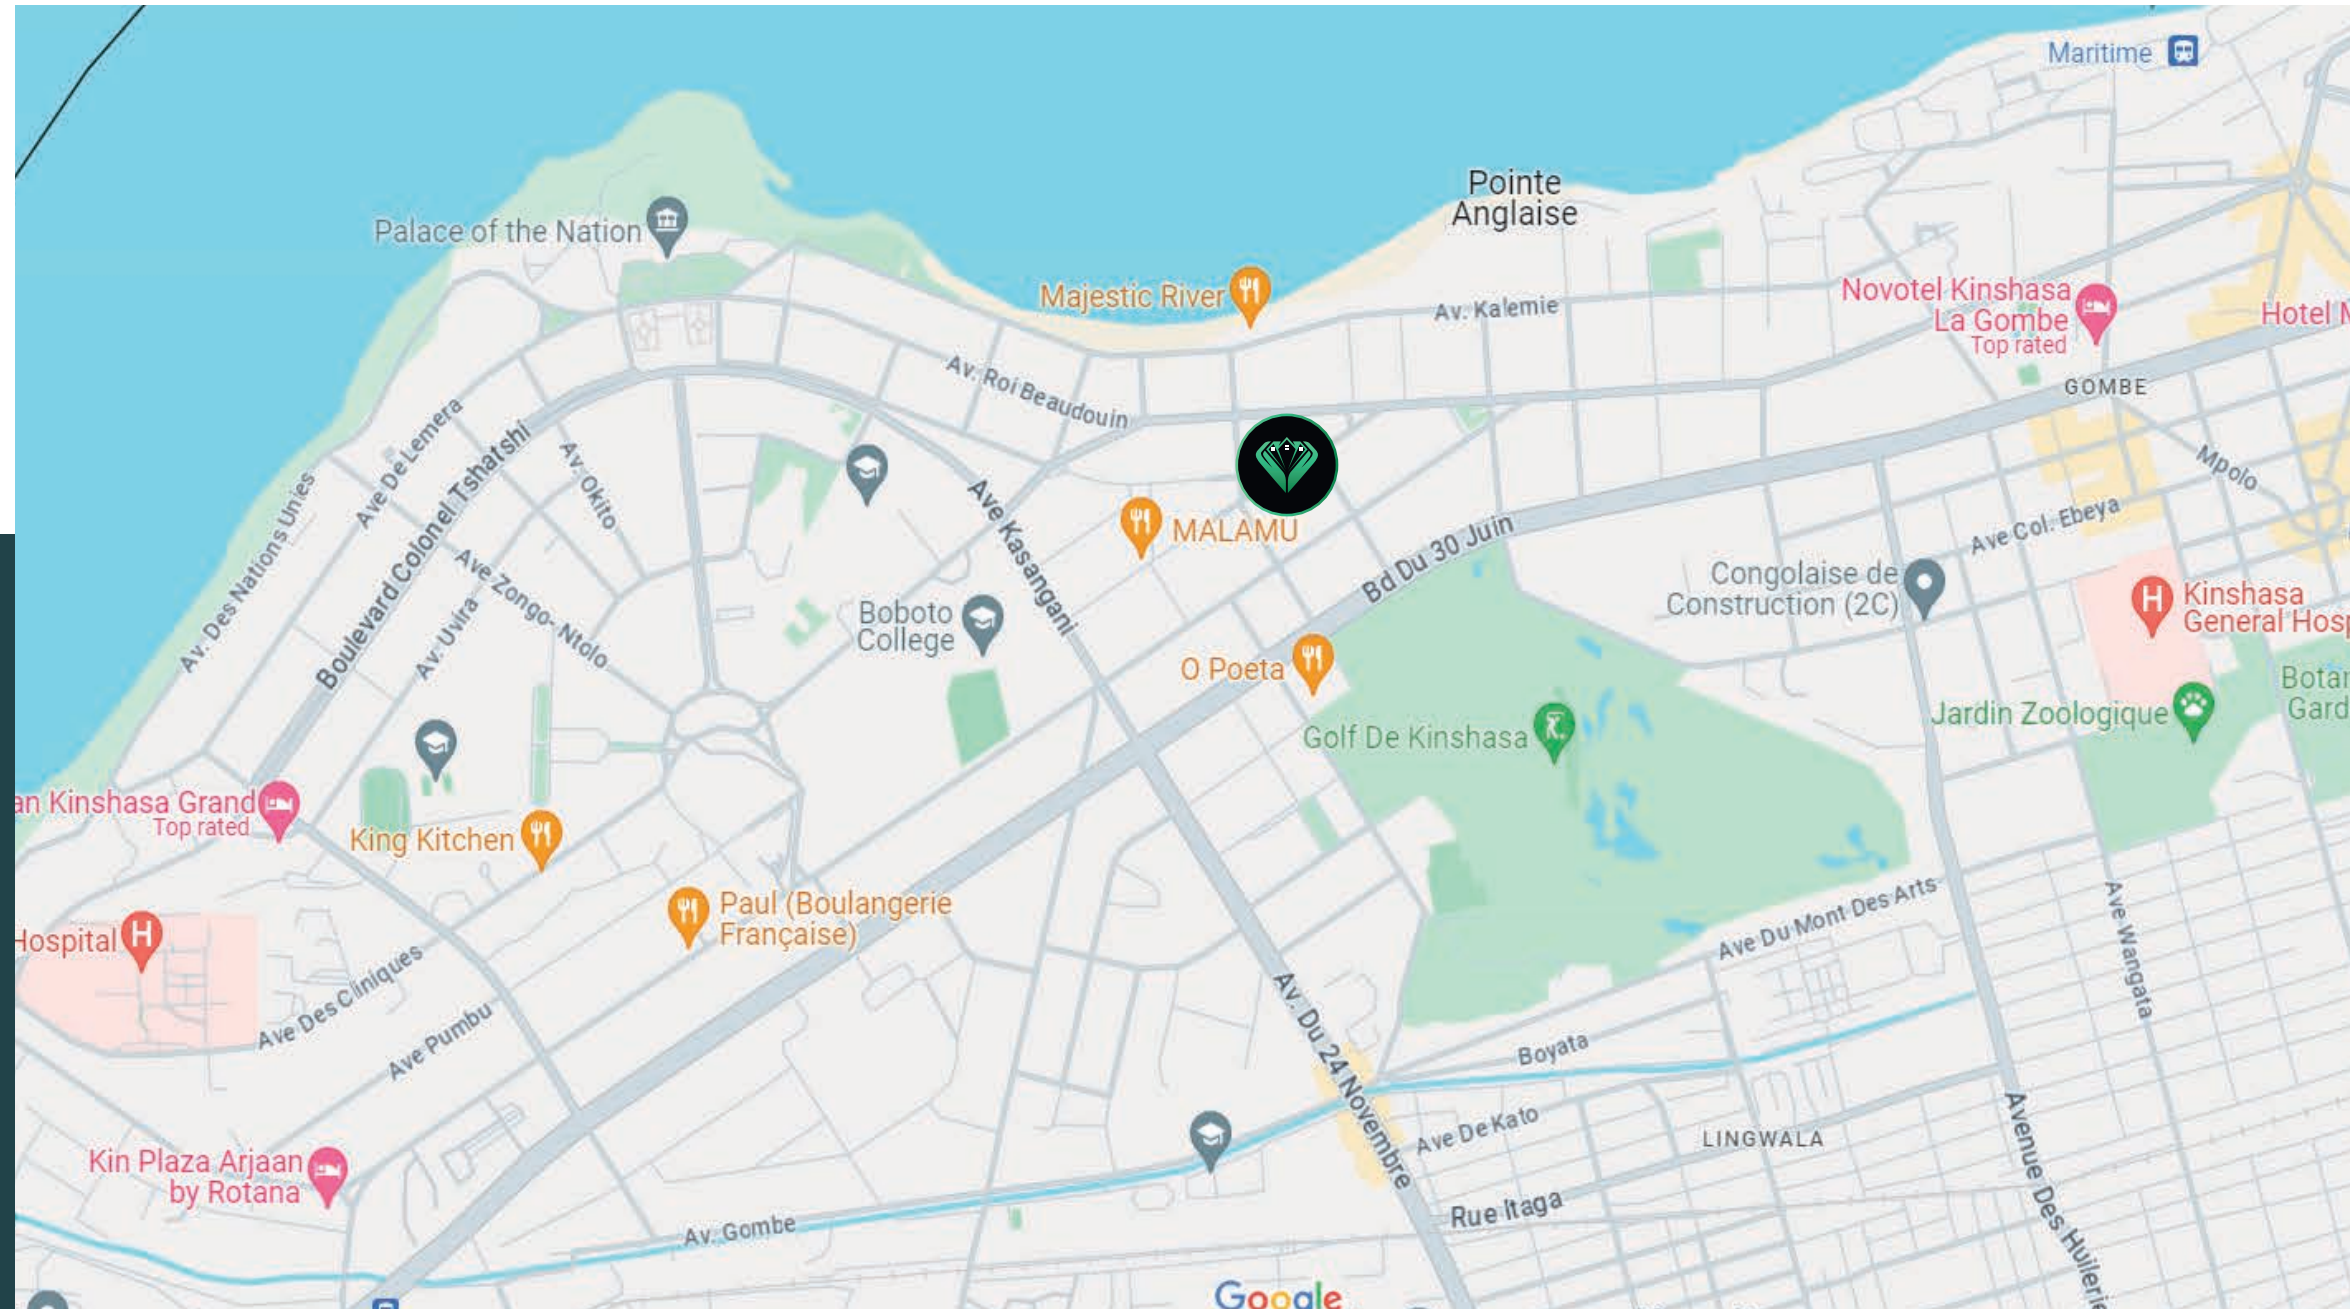 Maritime
Pointe
Anglaise
Palace of the Nation
Majestic River
Av. Kalemie
Novotel Kinshasa
La Gombe
Top rated
Hotel
GOMBE
Av. Roi Beaudouin
Ave De Lemera
Boulevard Colonel Tshatshi
Av. Okito
Av. Des Nations Unies
Ave Kasangani
Mpolo
MALAMU
Bd Du 30 Juin
Ave Col. Ebeya
Ave Zongo-Ntolo
Av. Uvira
Boboto
College
Congolaise de
Construction (2C)
Kinshasa
General Hosp
O Poeta
Golf De Kinshasa
Jardin Zoologique
Botan
Gard
an Kinshasa Grand
Top rated
King Kitchen
Paul (Boulangerie
Française)
Hospital
Ave Des Cliniques
Ave Pumbu
Ave Du Mont Des Arts
Ave Wangata
Av. Du 24 Novembre
Boyata
Ave De Kato
LINGWALA
Avenue Des Huilerie
Kin Plaza Arjaan
by Rotana
Rue Itaga
Av. Gombe
Google